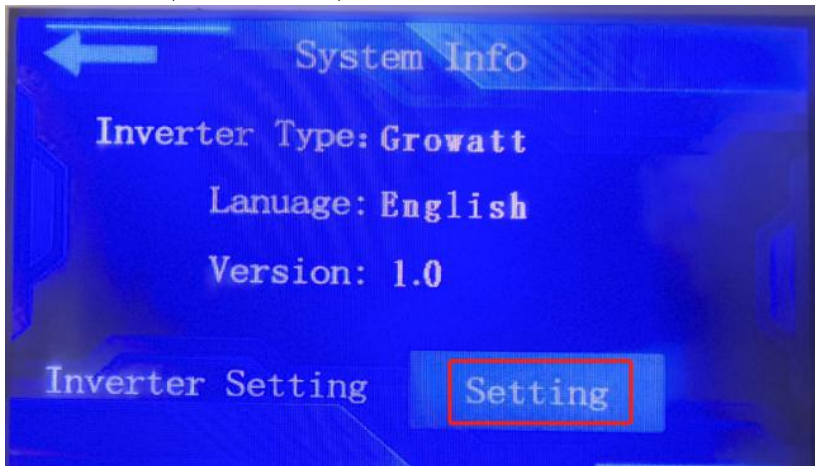 System Info
Inverter Type: Growatt
Lanuage: English
Version: 1.0
Inverter Setting Setting